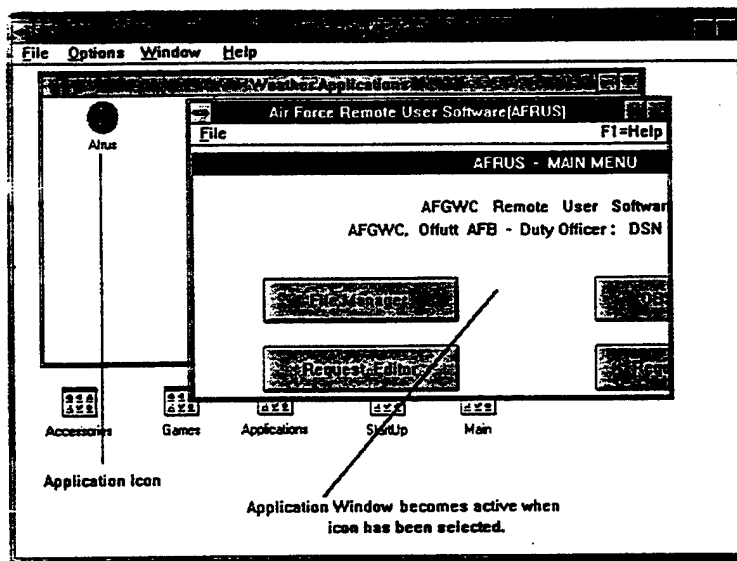 File Options Window Help
Weather Applications
Afrus
Air Force Remote User Software(AFRUS)
File F1=Help
AFRUS - MAIN MENU
AFGWC Remote User Softwar
AFGWC, Offutt AFB - Duty Officer: DSN
File Manager
Request Editor
Accessories Games Applications StartUp Main
Application Icon
Application Window becomes active when
icon has been selected.